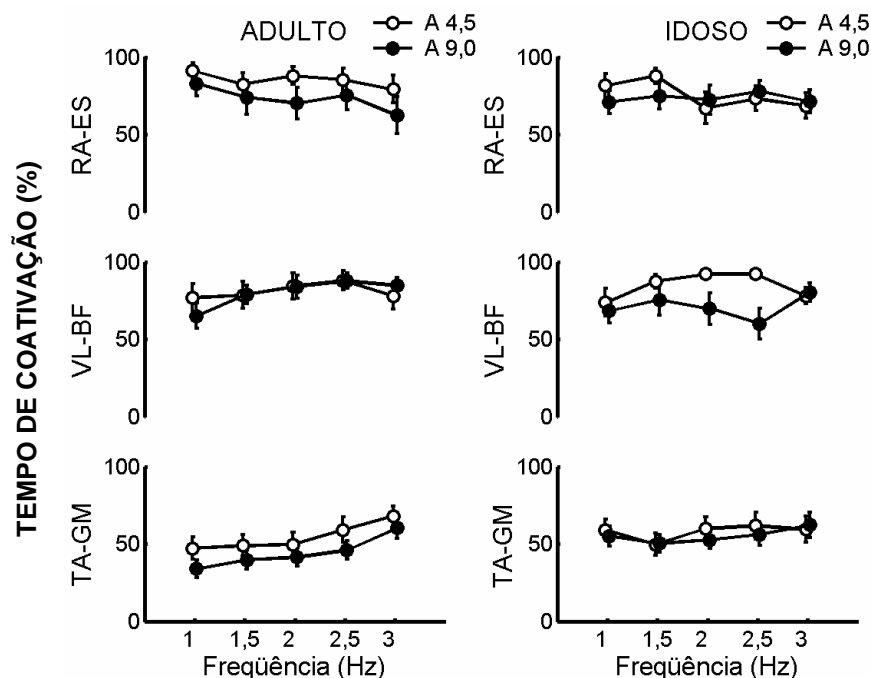 ADULTO
A 4,5
A 9,0
IDOSO
A 4,5
A 9,0
TEMPO DE COATIVAÇÃO (%)
RA-ES
100
50
0
RA-ES
100
50
0
VL-BF
100
50
0
VL-BF
100
50
0
TA-GM
100
50
0
1 1,5 2 2,5 3
Freqüência (Hz)
TA-GM
100
50
0
1 1,5 2 2,5 3
Freqüência (Hz)